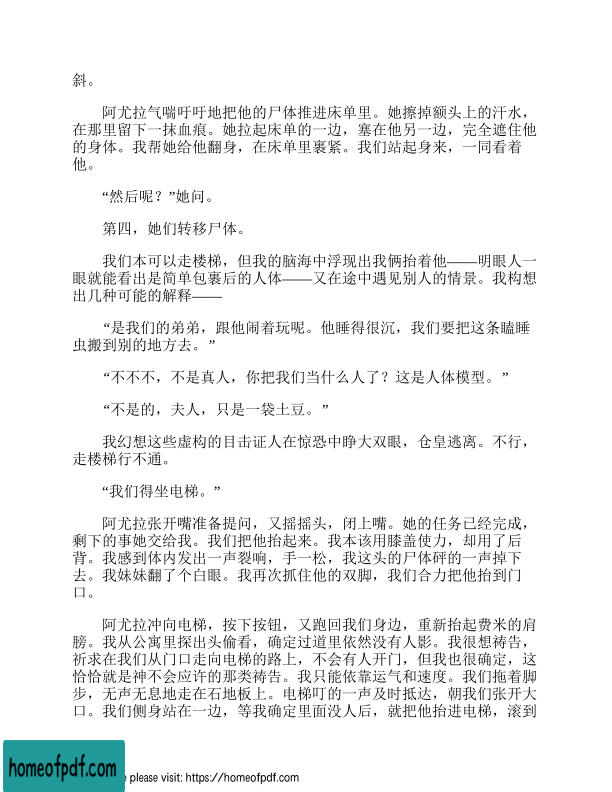 斜。
阿尤拉气喘吁吁地把他的尸体推进床单里。她擦掉额头上的汗水，
在那里留下一抹血痕。她拉起床单的一边，塞在他另一边，完全遮住他
的身体。我帮她给他翻身，在床单里裹紧。我们站起身来，一同看着
他。
“然后呢？”她问。
第四，她们转移尸体。
我们本可以走楼梯，但我的脑海中浮现出我俩抬着他——明眼人一
眼就能看出是简单包裹后的人体——又在途中遇见别人的情景。我构想
出几种可能的解释——
“是我们的弟弟，跟他闹着玩呢。他睡得很沉，我们要把这条瞌睡
虫搬到别的地方去。”
“不不不，不是真人，你把我们当什么人了？这是人体模型。”
“不是的，夫人，只是一袋土豆。”
我幻想这些虚构的目击证人在惊恐中睁大双眼，仓皇逃离。不行，
走楼梯行不通。
“我们得坐电梯。”
阿尤拉张开嘴准备提问，又摇摇头，闭上嘴。她的任务已经完成，
剩下的事她交给我。我们把他抬起来。我本该用膝盖使力，却用了后
背。我感到体内发出一声裂响，手一松，我这头的尸体砰的一声掉下
去。我妹妹翻了个白眼。我再次抓住他的双脚，我们合力把他抬到门
口。
阿尤拉冲向电梯，按下按钮，又跑回我们身边，重新抬起费米的肩
膀。我从公寓里探出头偷看，确定过道里依然没有人影。我很想祷告，
祈求在我们从门口走向电梯的路上，不会有人开门，但我也很确定，这
恰恰就是神不会应许的那类祷告。我只能依靠运气和速度。我们拖着脚
步，无声无息地走在石地板上。电梯叮的一声及时抵达，朝我们张开大
口。我们侧身站在一边，等我确定里面没人后，就把他抬进电梯，滚到
homeofpdf.com
e please visit: https://homeofpdf.com